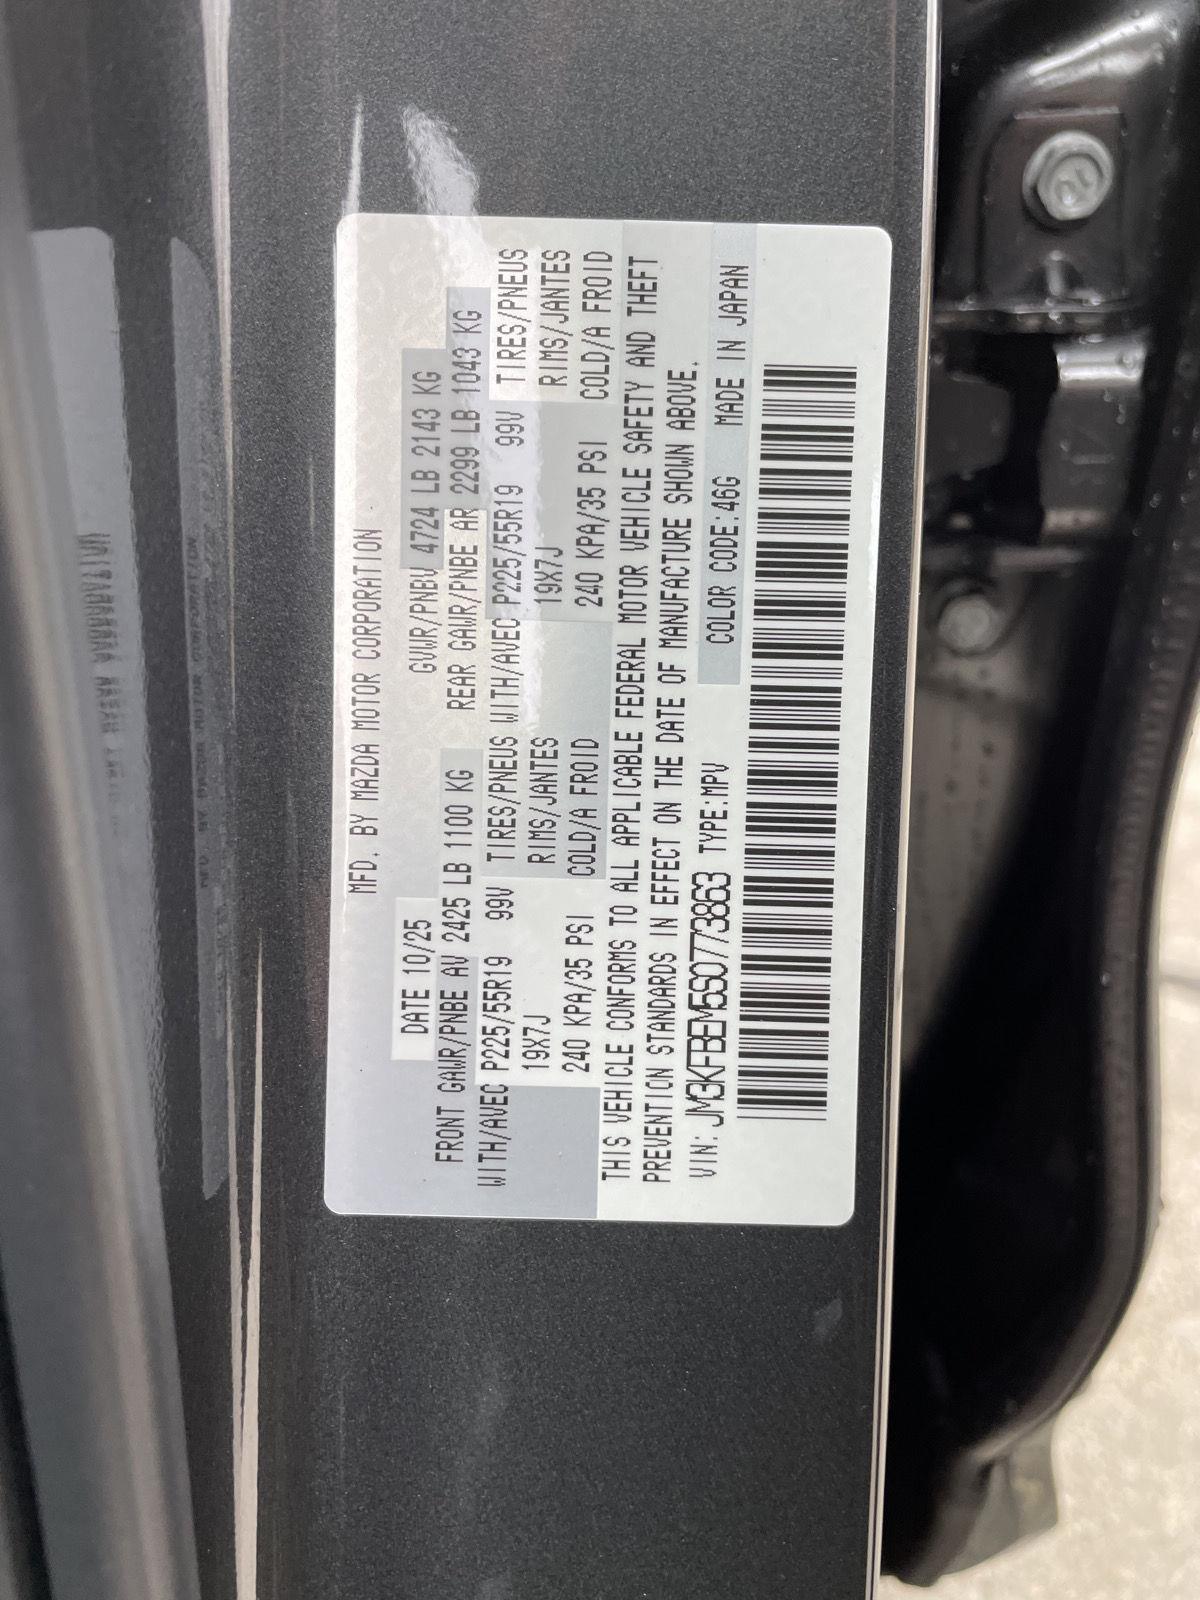 MFD. BY MAZDA MOTOR CORPORATION
DATE 10/25 GVWR/PNBV 4724 LB 2143 KG
FRONT GAWR/PNBE AV 2425 LB 1100 KG REAR GAWR/PNBE AR 2299 LB 1043 KG
WITH/AVEC P225/55R19 99V TIRES/PNEUS WITH/AVEC P225/55R19 99V TIRES/PNEUS
19X7J RIMS/JANTES 19X7J RIMS/JANTES
240 KPA/35 PSI COLD/A FROID 240 KPA/35 PSI COLD/A FROID
THIS VEHICLE CONFORMS TO ALL APPLICABLE FEDERAL MOTOR VEHICLE SAFETY AND THEFT
PREVENTION STANDARDS IN EFFECT ON THE DATE OF MANUFACTURE SHOWN ABOVE.
VIN: JM3KFBEM5S0773863 TYPE:MPV COLOR CODE:46G MADE IN JAPAN